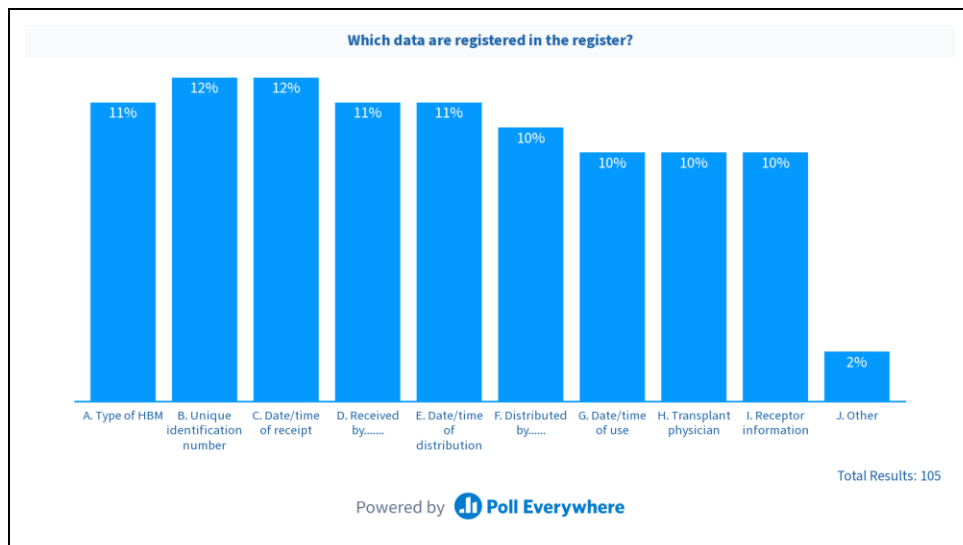 Which data are registered in the register?
12% 12%
11% 11% 11%
10%
10% 10% 10%
2%
A. Type of HBM B. Unique C. Date/time D. Received E. Date/time F. Distributed G. Date/time H. Transplant I. Receptor J. Other
identification of receipt by....... of by...... of use physician information
number distribution
Total Results: 105
Powered by Poll Everywhere